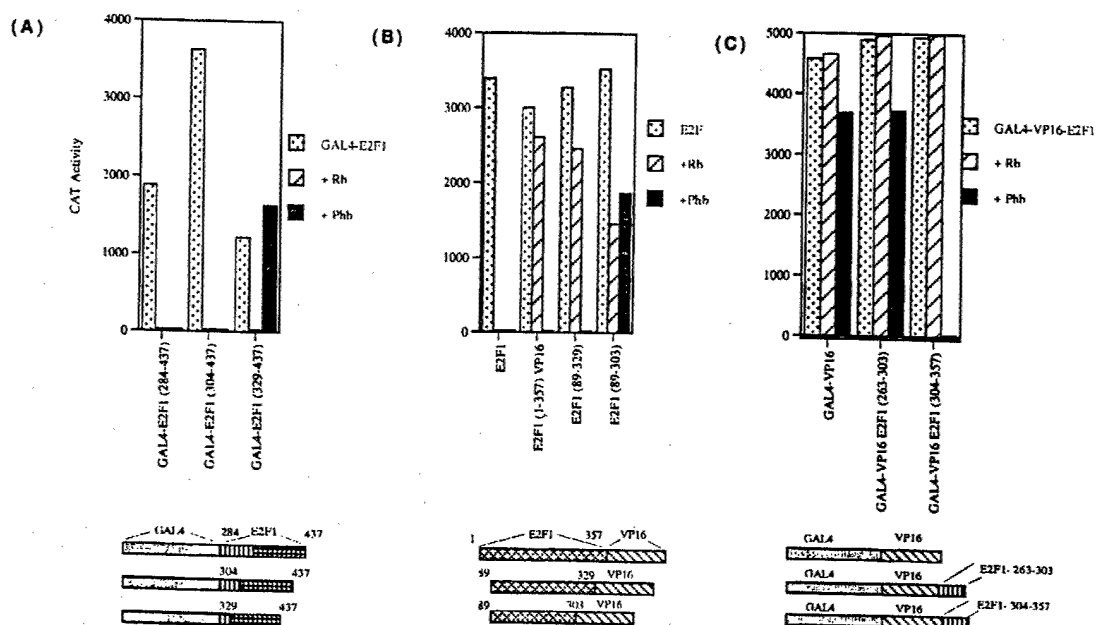 (A)
4000
3000
2000
1000
0
CAT Activity
GAL4-E2F1
+ Rb
+ Phb
GAL4-E2F1 (284-437)
GAL4-E2F1 (304-437)
GAL4-E2F1 (329-437)
GAL4 284 E2F1 437
304 437
329 437
(B)
4000
3000
2000
1000
0
E2F
+Rb
+Phb
E2F1
E2F1 (1-357) VP16
E2F1 (89-329)
E2F1 (89-303)
1 E2F1 357 VP16
89 329 VP16
89 303 VP16
(C)
5000
4000
3000
2000
1000
0
GAL4-VP16-E2F1
+ Rb
+ Phb
GAL4-VP16
GAL4-VP16 E2F1 (263-303)
GAL4-VP16 E2F1 (304-357)
GAL4 VP16
GAL4 VP16 E2F1- 263-303
GAL4 VP16 E2F1- 304-357